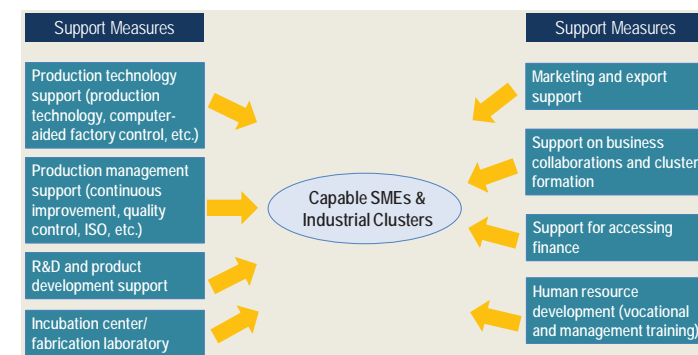 Support Measures
Production technology
support (production
technology, computer-
aided factory control, etc.)
Production management
support (continuous
improvement, quality
control, ISO, etc.)
R&D and product
development support
Incubation center/
fabrication laboratory
Capable SMEs &
Industrial Clusters
Support Measures
Marketing and export
support
Support on business
collaborations and cluster
formation
Support for accessing
finance
Human resource
development (vocational
and management training)